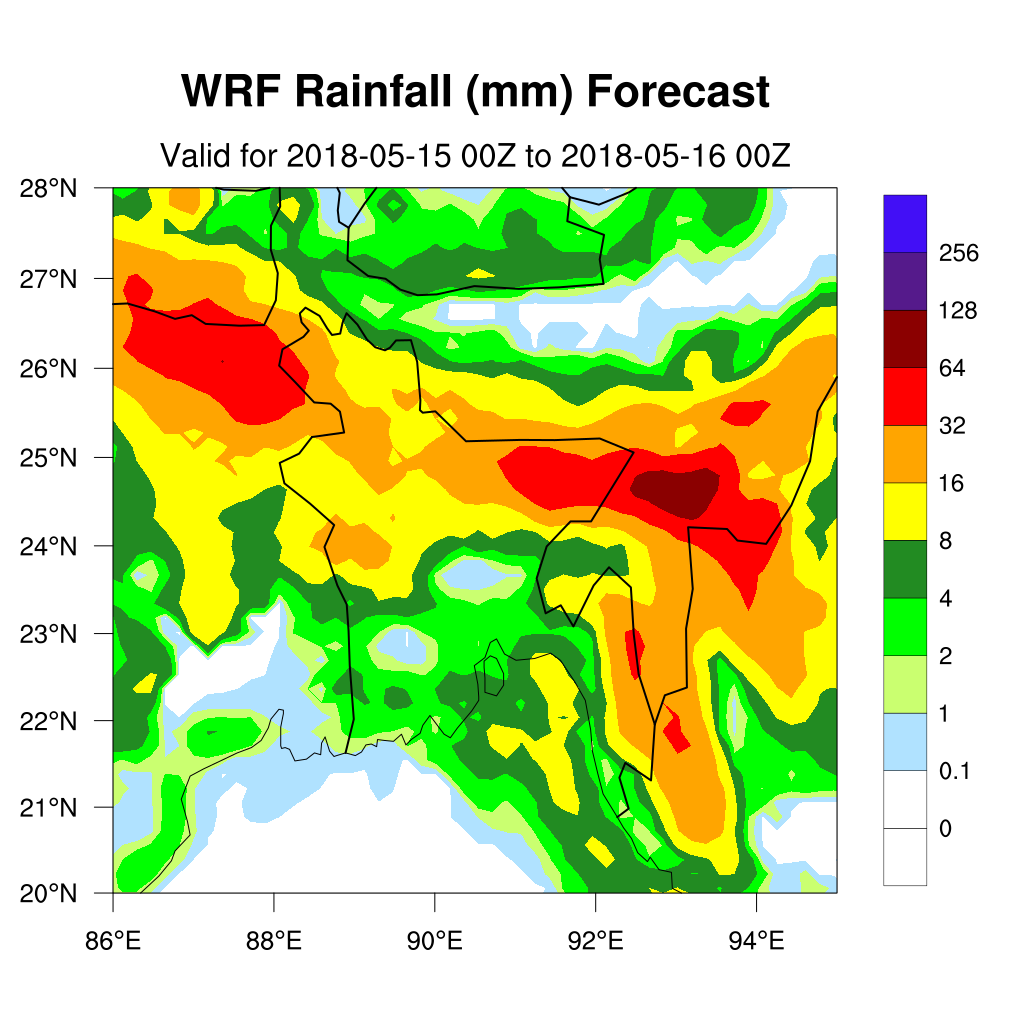 WRF Rainfall (mm) Forecast
Valid for 2018-05-15 00Z to 2018-05-16 00Z
28°N
27°N
26°N
25°N
24°N
23°N
22°N
21°N
20°N
86°E
88°E
90°E
92°E
94°E
256
128
64
32
16
8
4
2
1
0.1
0